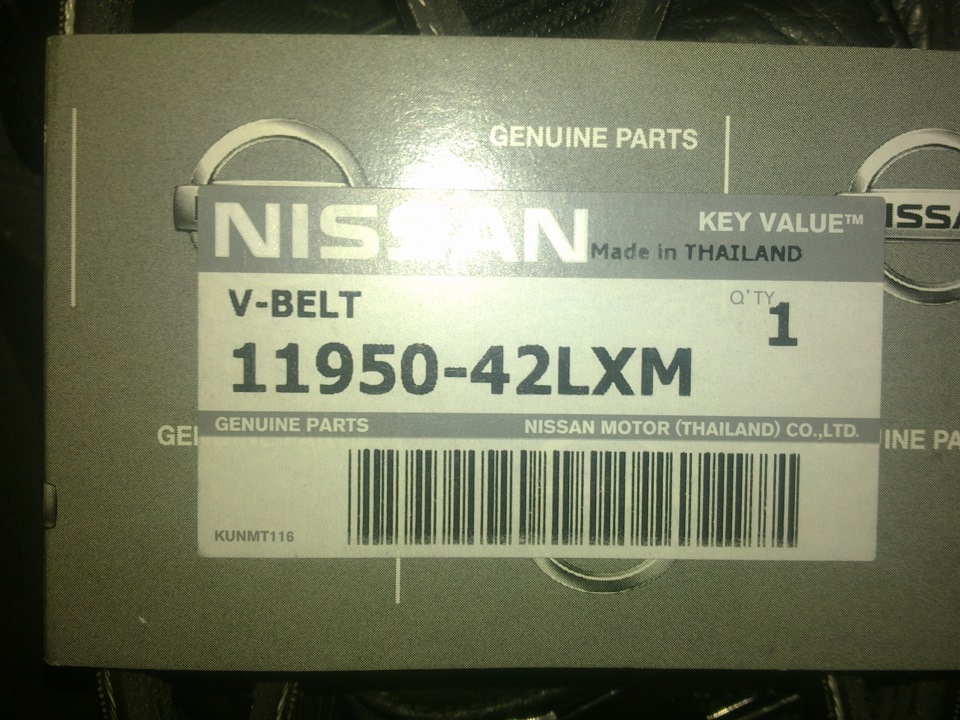 GENUINE PARTS
NISSAN
KEY VALUE™
Made in THAILAND
V-BELT
Q'TY
1
11950-42LXM
GENUINE PARTS
NISSAN MOTOR (THAILAND) CO.,LTD.
KUNMT116